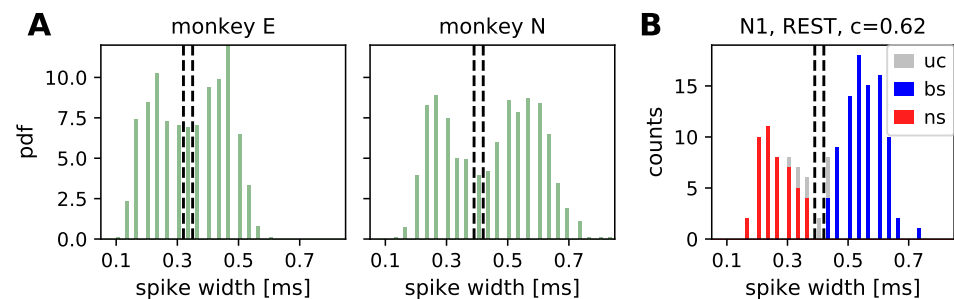 A
monkey E
monkey N
B
N1, REST, c=0.62
pdf
10.0
7.5
5.0
2.5
0.0
0.1 0.3 0.5 0.7
spike width [ms]
0.1 0.3 0.5 0.7
spike width [ms]
counts
15
10
5
0
uc
bs
ns
0.1 0.3 0.5 0.7
spike width [ms]